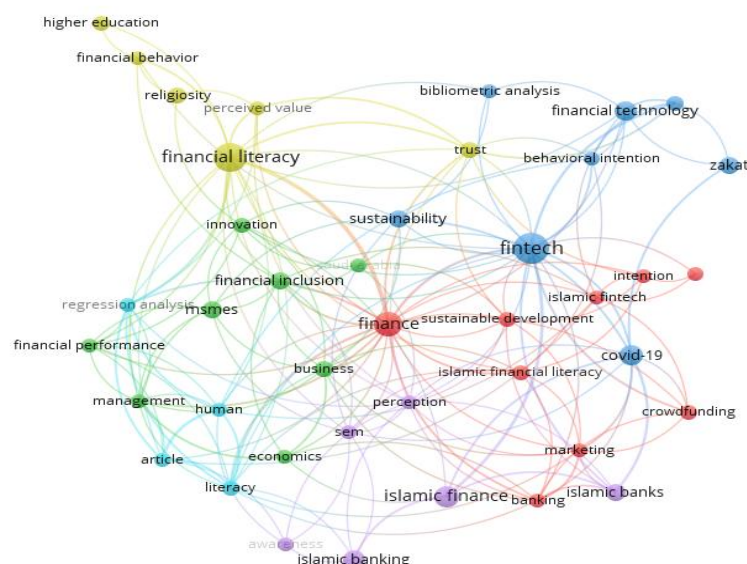 higher education
financial behavior
religiosity
perceived value
bibliometric analysis
financial technology
financial literacy
trust
behavioral intention
zakat
innovation
sustainability
fintech
saudi arabia
financial inclusion
intention
islamic fintech
regression analysis
msmes
finance
sustainable development
financial performance
business
islamic financial literacy
covid-19
management
human
perception
crowdfunding
sem
article
economics
marketing
literacy
islamic finance
banking
islamic banks
awareness
islamic banking